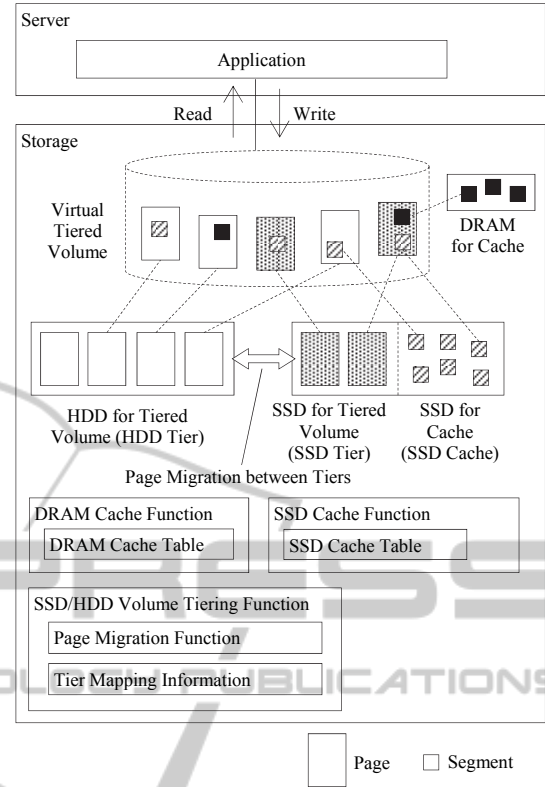 Server
Application
Read
Write
Storage
Virtual
Tiered
Volume
DRAM
for Cache
HDD for Tiered
Volume (HDD Tier)
SSD for Tiered
Volume
(SSD Tier)
SSD for
Cache
(SSD Cache)
Page Migration between Tiers
DRAM Cache Function
DRAM Cache Table
SSD Cache Function
SSD Cache Table
PRESS
SSD/HDD Volume Tiering Function
Page Migration Function
Tier Mapping Information
PUBLICATIONS
Page
Segment